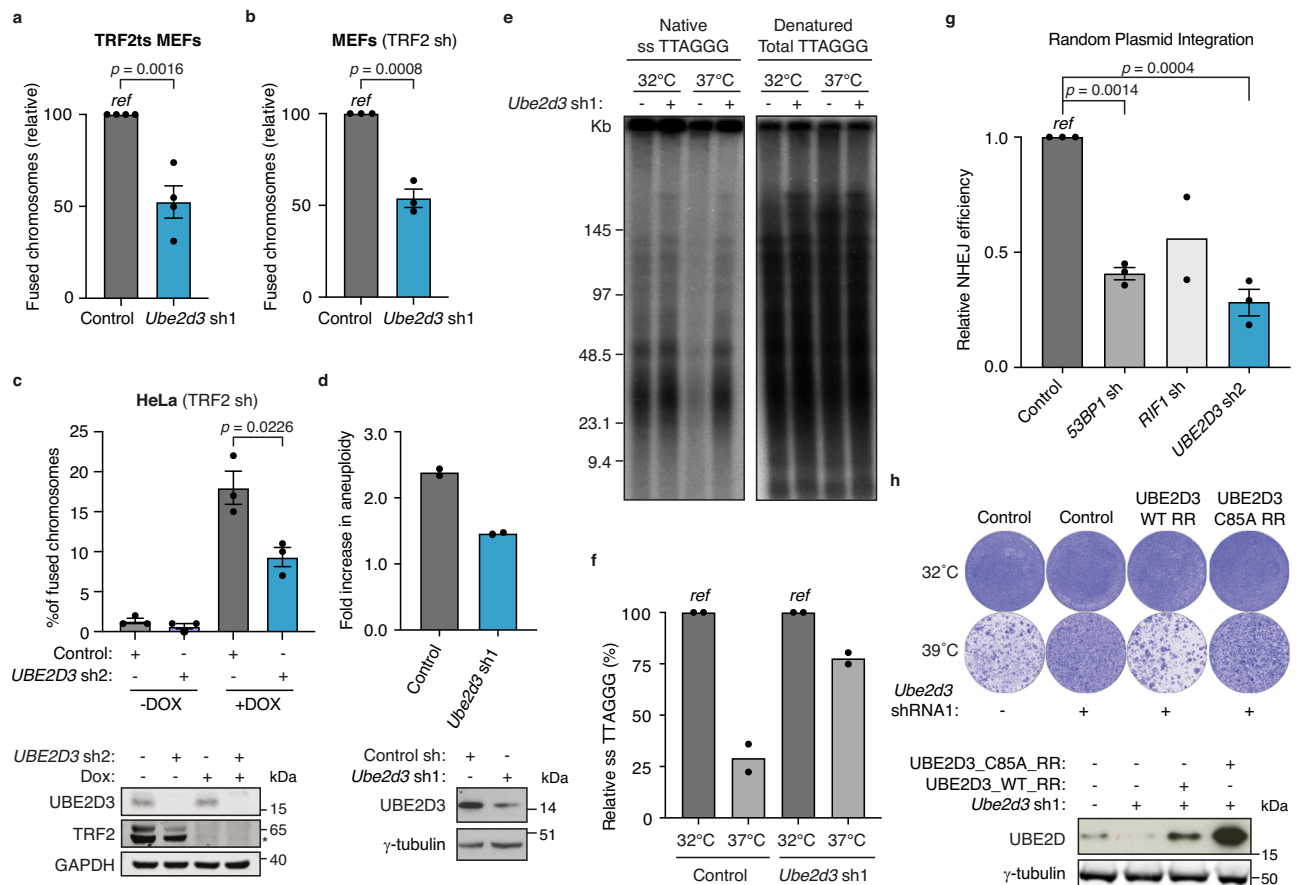 a
TRF2ts MEFs
p = 0.0016
ref
100
50
0
Fused chromosomes (relative)
Control
Ube2d3 sh1
b
MEFs (TRF2 sh)
p = 0.0008
ref
100
50
0
Fused chromosomes (relative)
Control
Ube2d3 sh1
c
HeLa (TRF2 sh)
p = 0.0226
25
20
15
10
5
0
%of fused chromosomes
Control: + - + -
UBE2D3 sh2: - + - +
-DOX +DOX
UBE2D3 sh2: - + - +
Dox: - - + + kDa
UBE2D3 15
TRF2 65
*
GAPDH 40
d
3.0
2.0
1.0
0.0
Fold increase in aneuploidy
Control
Ube2d3 sh1
Control sh: + -
Ube2d3 sh1: - + kDa
UBE2D3 14
γ-tubulin 51
e
Native
ss TTAGGG
Denatured
Total TTAGGG
32°C 37°C 32°C 37°C
Ube2d3 sh1: - + - + - + - +
Kb
145
97
48.5
23.1
9.4
f
ref
ref
100
75
50
25
0
Relative ss TTAGGG (%)
32°C 37°C 32°C 37°C
Control Ube2d3 sh1
g
Random Plasmid Integration
p = 0.0004
p = 0.0014
ref
1.0
0.5
0.0
Relative NHEJ efficiency
Control
53BP1 sh
RIF1 sh
UBE2D3 sh2
h
Control
Control
UBE2D3
WT RR
UBE2D3
C85A RR
32˚C
39˚C
Ube2d3
shRNA1: - + + +
UBE2D3_C85A_RR: - - - +
UBE2D3_WT_RR: - - + -
Ube2d3 sh1: - + + + kDa
UBE2D 15
γ-tubulin 50